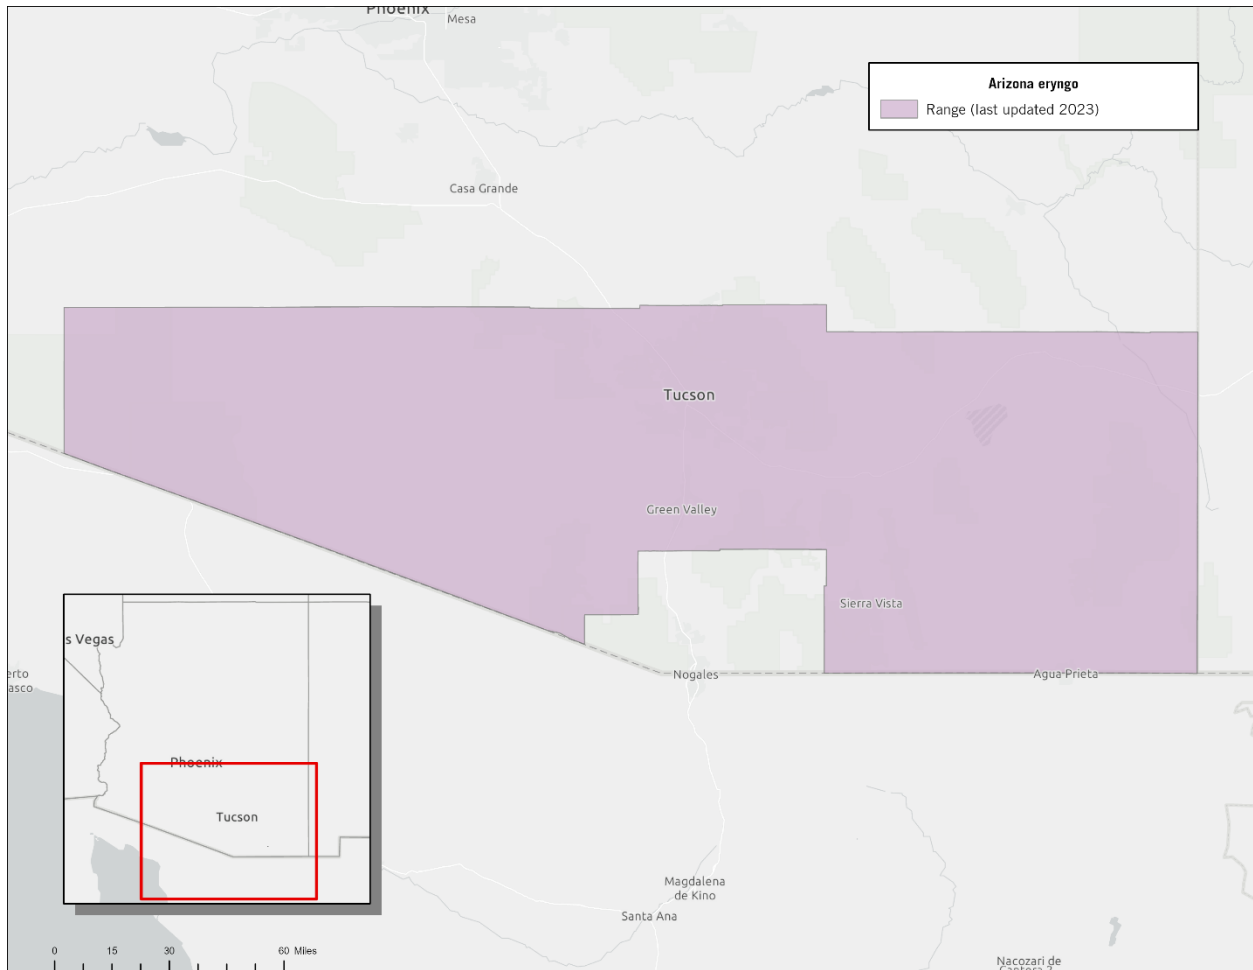 Phoenix
Mesa
Arizona eryngo
Range (last updated 2023)
Casa Grande
Tucson
Green Valley
Sierra Vista
Nogales
Agua Prieta
s Vegas
erto
asco
Phoenix
Tucson
Magdalena
de Kino
Santa Ana
0 15 30 60 Miles
Nacozari de